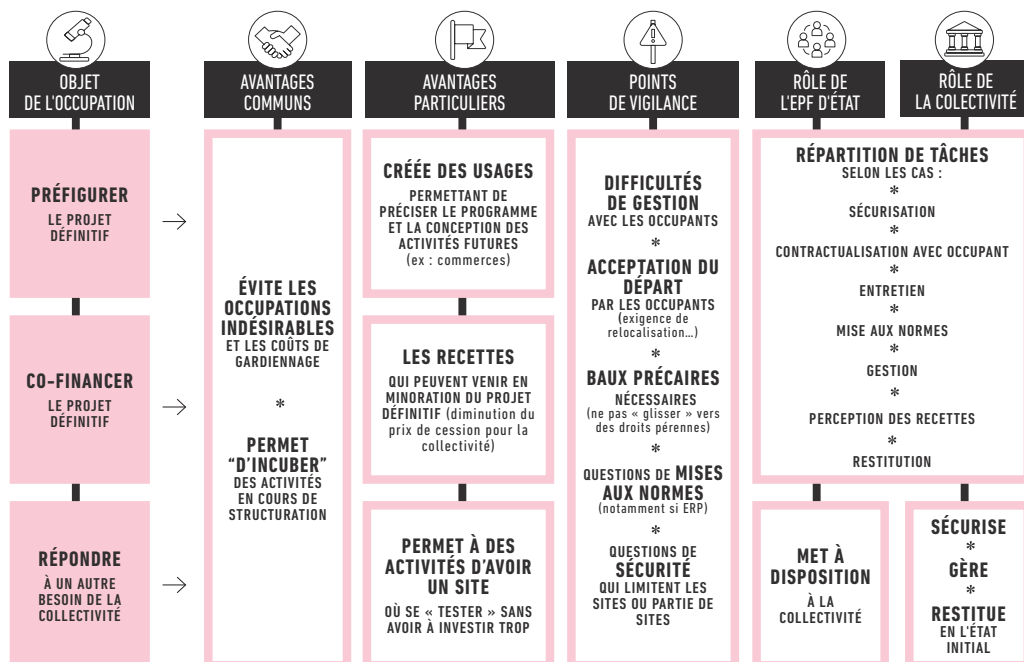 OBJET
DE L'OCCUPATION
AVANTAGES
COMMUNS
AVANTAGES
PARTICULIERS
POINTS
DE VIGILANCE
RÔLE DE
L'EPF D'ÉTAT
RÔLE DE
LA COLECTIVITÉ
PRÉFIGURER
LE PROJET
DÉFINITIF
CO-FINANCER
LE PROJET
DÉFINITIF
RÉPONDRE
À UN AUTRE
BESOIN DE LA
COLLECTIVITÉ
ÉVITE LES
OCCUPATIONS
INDÉSIRABLES
ET LES COÛTS DE
GARDIENNAGE
*
PERMET
“D'INCUBER”
DES ACTIVITÉS
EN COURS DE
STRUCTURATION
CRÉÉE DES USAGES
PERMETTANT DE
PRÉCISER LE PROGRAMME
ET LA CONCEPTION DES
ACTIVITÉS FUTURES
(ex : commerces)
LES RECETTES
QUI PEUVENT VENIR EN
MINORATION DU PROJET
DÉFINITIF (diminution du
prix de cession pour la
collectivité)
PERMET À DES
ACTIVITÉS D'AVOIR
UN SITE
OÙ SE « TESTER » SANS
AVOIR À INVESTIR TROP
DIFFICULTÉS
DE GESTION
AVEC LES OCCUPANTS
*
ACCEPTATION DU
DÉPART
PAR LES OCCUPANTS
(exigence de
relocalisation…)
*
BAUX PRÉCAIRES
NÉCESSAIRES
(ne pas « glisser » vers
des droits pérennes)
*
QUESTIONS DE MISES
AUX NORMES
(notamment si ERP)
*
QUESTIONS DE
SÉCURITÉ
QUI LIMITENT LES
SITES OU PARTIE DE
SITES
RÉPARTITION DE TÂCHES
SELON LES CAS :
*
SÉCURISATION
*
CONTRACTUALISATION AVEC OCCUPANT
*
ENTRETIEN
*
MISE AUX NORMES
*
GESTION
*
PERCEPTION DES RECETTES
*
RESTITUTION
MET À
DISPOSITION
À LA
COLLECTIVITÉ
SÉCURISE
*
GÈRE
*
RESTITUE
EN L'ÉTAT
INITIAL